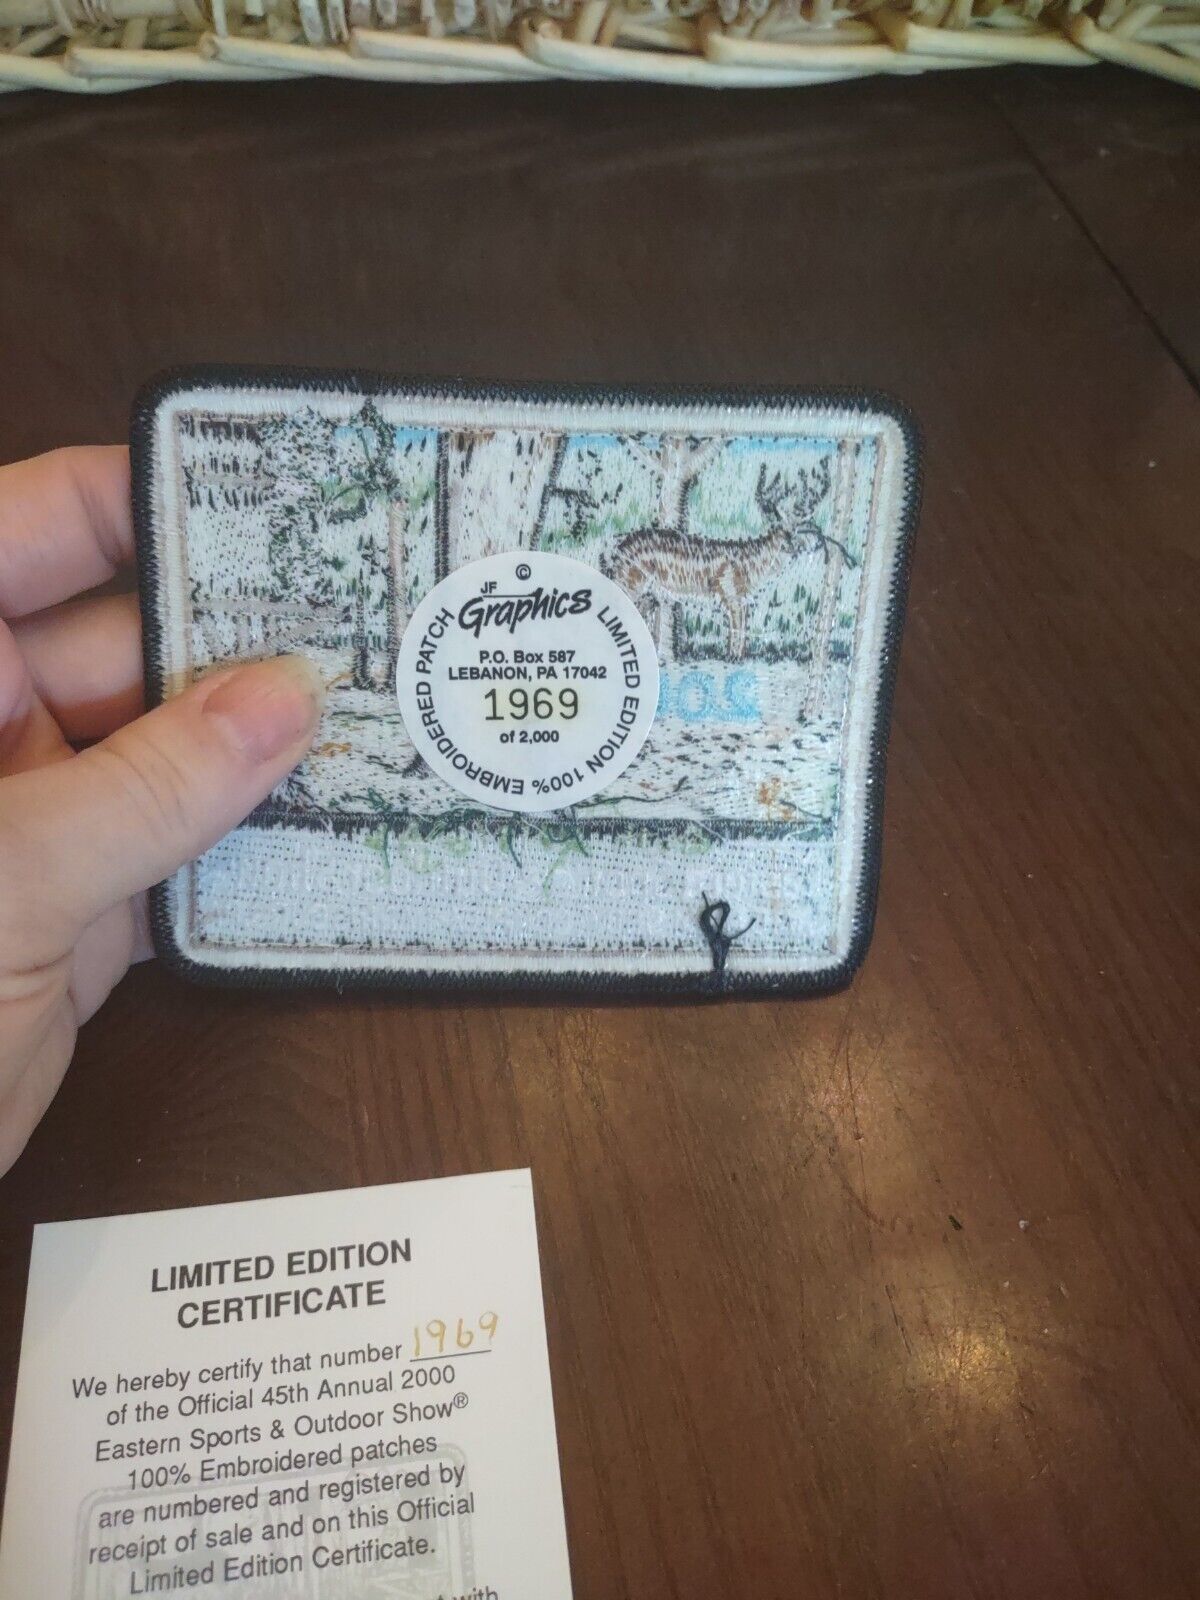 ©
JF
Graphics
P.O. Box 587
LEBANON, PA 17042
1969
of 2,000
LIMITED EDITION 100% EMBROIDERED PATCH
LIMITED EDITION
CERTIFICATE
We hereby certify that number 1969
of the Official 45th Annual 2000
Eastern Sports & Outdoor Show®
100% Embroidered patches
are numbered and registered by
receipt of sale and on this Official
Limited Edition Certificate.
with